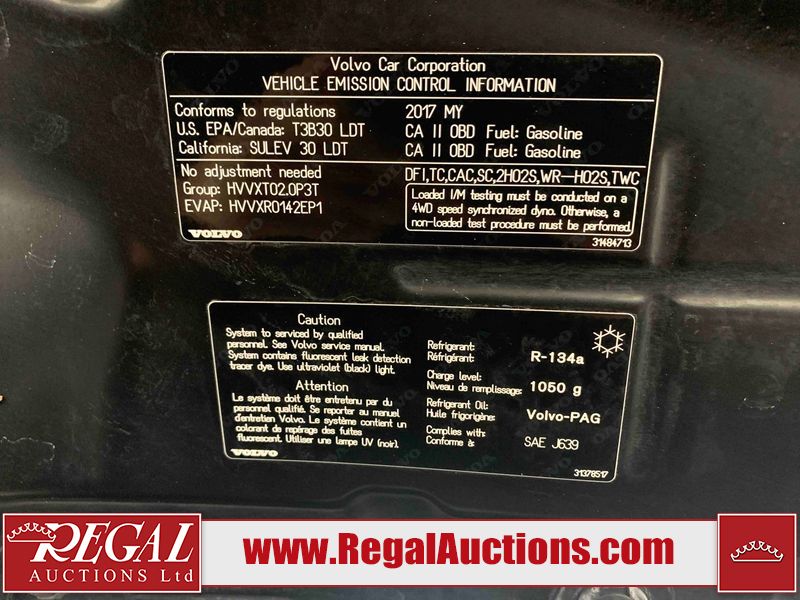 Volvo Car Corporation
VEHICLE EMISSION CONTROL INFORMATION
Conforms to regulations 2017 MY
U.S. EPA/Canada: T3B30 LDT CA II OBD Fuel: Gasoline
California: SULEV 30 LDT CA II OBD Fuel: Gasoline
No adjustment needed DFI,TC,CAC,SC,2HO2S,WR-HO2S,TWC
Group: HVVXT02.0P3T
EVAP: HVVXR0142EP1
Loaded I/M testing must be conducted on a
4WD speed synchronized dyno. Otherwise, a
non-loaded test procedure must be performed.
VOLVO 31484713
Caution
System to serviced by qualified
personnel. See Volvo service manual.
System contains fluorescent leak detection
tracer dye. Use ultraviolet (black) light.
Attention
Le système doit être entretenu par du
personnel qualifié. Se reporter au manuel
d'entretien Volvo. Le système contient un
colorant de repérage des fuites
fluorescent. Utiliser une lampe UV (noir).
VOLVO
Refrigerant:
Réfrigérant: R-134a
Charge level:
Niveau de remplissage: 1050 g
Refrigerant Oil:
Huile frigorigène: Volvo-PAG
Complies with:
Conforme à: SAE J639
31378517
REGAL
AUCTIONS Ltd
www.RegalAuctions.com